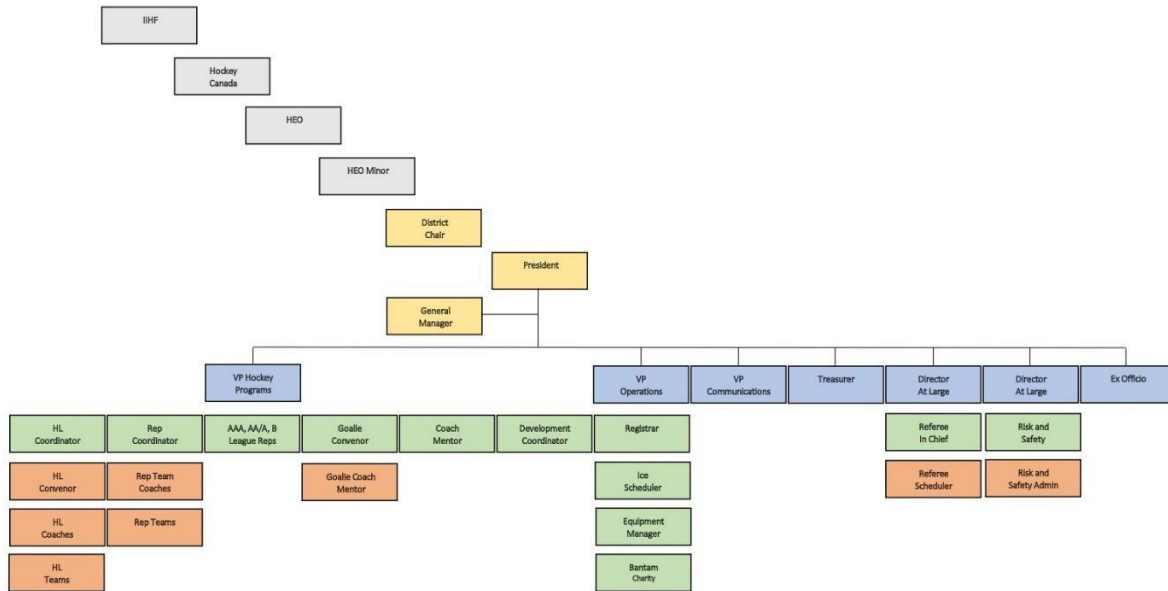 IIHF
Hockey
Canada
HEO
HEO Minor
District
Chair
President
General
Manager
VP Hockey
Programs
VP
Operations
VP
Communications
Treasurer
Director
At Large
Director
At Large
Ex Officio
HL
Coordinator
Rep
Coordinator
AAA, AA/A, B
League Reps
Goalie
Convenor
Coach
Mentor
Development
Coordinator
Registrar
Referee
In Chief
Risk and
Safety
HL
Convenor
Rep Team
Coaches
Goalie Coach
Mentor
Ice
Scheduler
Referee
Scheduler
Risk and
Safety Admin
HL
Coaches
Rep Teams
Equipment
Manager
HL
Teams
Bantam
Charity